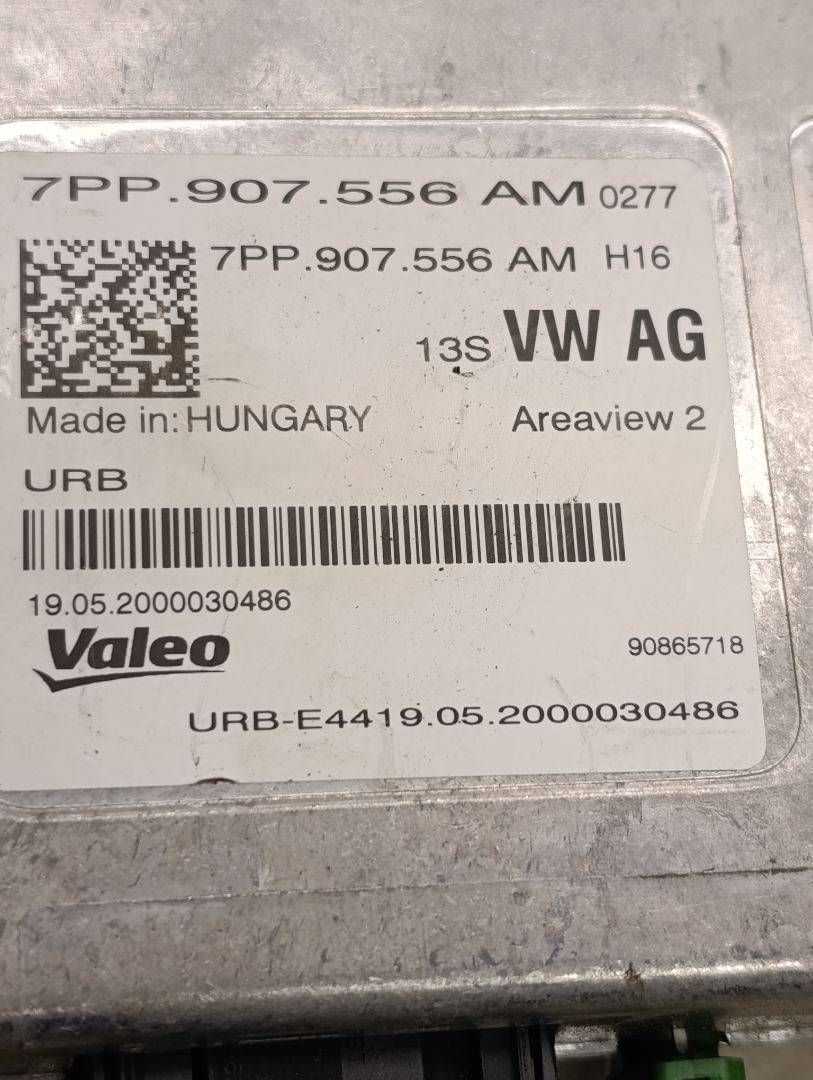 7PP.907.556 AM 0277
7PP.907.556 AM H16
13S VW AG
Made in: HUNGARY Areaview 2
URB
19.05.2000030486
Valeo 90865718
URB-E4419.05.2000030486